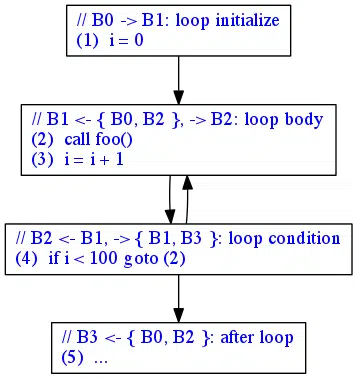 // B0 -> B1: loop initialize
(1)  i = 0
// B1 <- { B0, B2 }, -> B2: loop body
(2)  call foo()
(3)  i = i + 1
// B2 <- B1, -> { B1, B3 }: loop condition
(4)  if i < 100 goto (2)
// B3 <- { B0, B2 }: after loop
(5)  ...